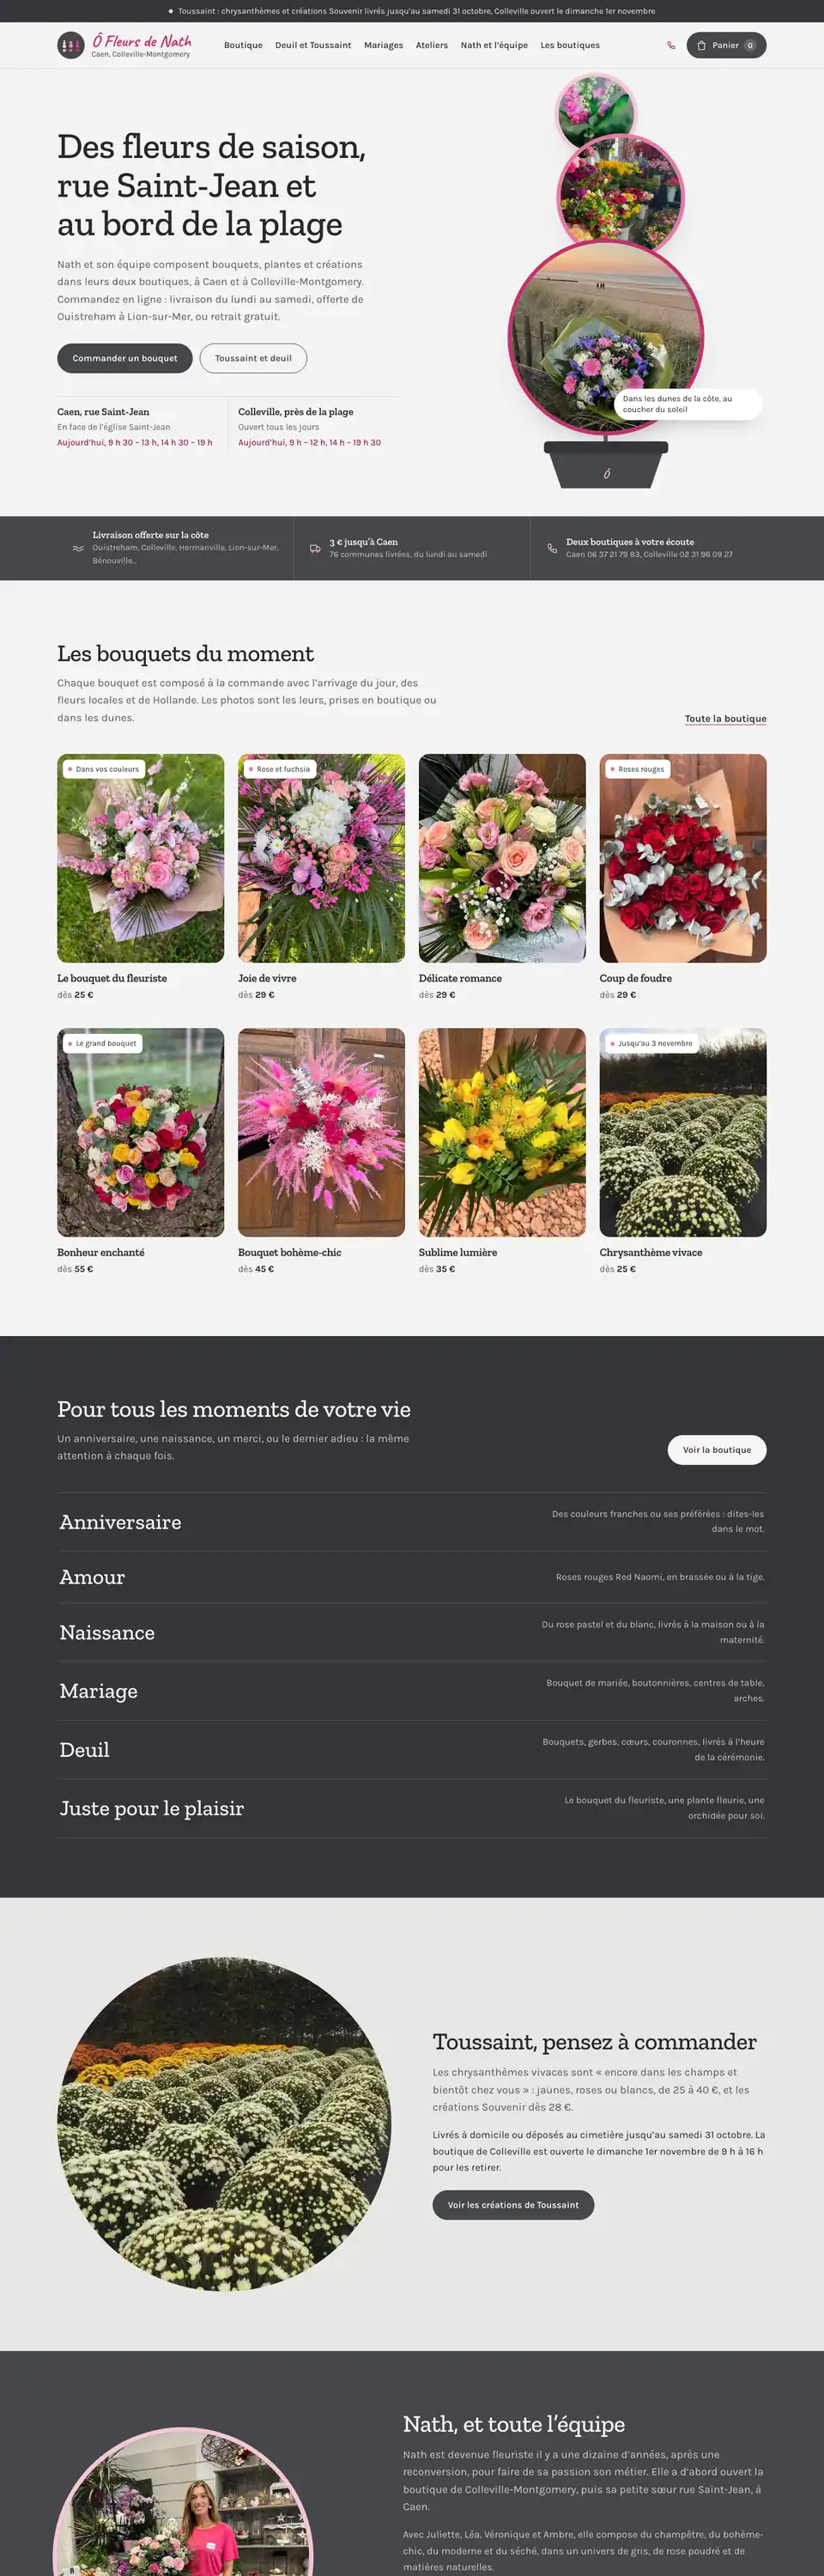 Toussaint : chrysanthèmes et créations Souvenir livrés jusqu'au samedi 31 octobre, Colleville ouvert le dimanche 1er novembre
Ô Fleurs de Nath
Caen, Colleville-Montgomery
Boutique
Deuil et Toussaint
Mariages
Ateliers
Nath et l'équipe
Les boutiques
Panier 0
Des fleurs de saison,
rue Saint-Jean et
au bord de la plage
Nath et son équipe composent bouquets, plantes et créations
dans leurs deux boutiques, à Caen et à Colleville-Montgomery.
Commandez en ligne : livraison du lundi au samedi, offerte de
Ouistreham à Lion-sur-Mer, ou retrait gratuit.
Commander un bouquet
Toussaint et deuil
Caen, rue Saint-Jean
En face de l'église Saint-Jean
Aujourd'hui, 9 h 30 – 13 h, 14 h 30 – 19 h
Colleville, près de la plage
Ouvert tous les jours
Aujourd'hui, 9 h – 12 h, 14 h – 19 h 30
Dans les dunes de la côte, au
coucher du soleil
Ô
Livraison offerte sur la côte
Ouistreham, Colleville, Hermanville, Lion-sur-Mer,
Bénouville…
3 € jusqu'à Caen
76 communes livrées, du lundi au samedi
Deux boutiques à votre écoute
Caen 06 37 21 79 83, Colleville 02 31 96 09 27
Les bouquets du moment
Chaque bouquet est composé à la commande avec l'arrivage du jour, des
fleurs locales et de Hollande. Les photos sont les leurs, prises en boutique ou
dans les dunes.
Toute la boutique
Dans vos couleurs
Le bouquet du fleuriste
dès 25 €
Rose et fuchsia
Joie de vivre
dès 29 €
Délicate romance
dès 29 €
Roses rouges
Coup de foudre
dès 29 €
Le grand bouquet
Bonheur enchanté
dès 55 €
Bouquet bohème-chic
dès 45 €
Sublime lumière
dès 35 €
Jusqu'au 3 novembre
Chrysanthème vivace
dès 25 €
Pour tous les moments de votre vie
Un anniversaire, une naissance, un merci, ou le dernier adieu : la même
attention à chaque fois.
Voir la boutique
Anniversaire
Des couleurs franches ou ses préférées : dites-les
dans le mot.
Amour
Roses rouges Red Naomi, en brassée ou à la tige.
Naissance
Du rose pastel et du blanc, livrés à la maison ou à la
maternité.
Mariage
Bouquet de mariée, boutonnières, centres de table,
arches.
Deuil
Bouquets, gerbes, cœurs, couronnes, livrés à l'heure
de la cérémonie.
Juste pour le plaisir
Le bouquet du fleuriste, une plante fleurie, une
orchidée pour soi.
Toussaint, pensez à commander
Les chrysanthèmes vivaces sont « encore dans les champs et
bientôt chez vous » : jaunes, roses ou blancs, de 25 à 40 €, et les
créations Souvenir dès 28 €.
Livrés à domicile ou déposés au cimetière jusqu'au samedi 31 octobre. La
boutique de Colleville est ouverte le dimanche 1er novembre de 9 h à 16 h
pour les retirer.
Voir les créations de Toussaint
Nath, et toute l'équipe
Nath est devenue fleuriste il y a une dizaine d'années, après une
reconversion, pour faire de sa passion son métier. Elle a d'abord ouvert la
boutique de Colleville-Montgomery, puis sa petite sœur rue Saint-Jean, à
Caen.
Avec Juliette, Léa, Véronique et Ambre, elle compose du champêtre, du bohème-
chic, du moderne et du séché, dans un univers de gris, de rose poudré et de
matières naturelles.